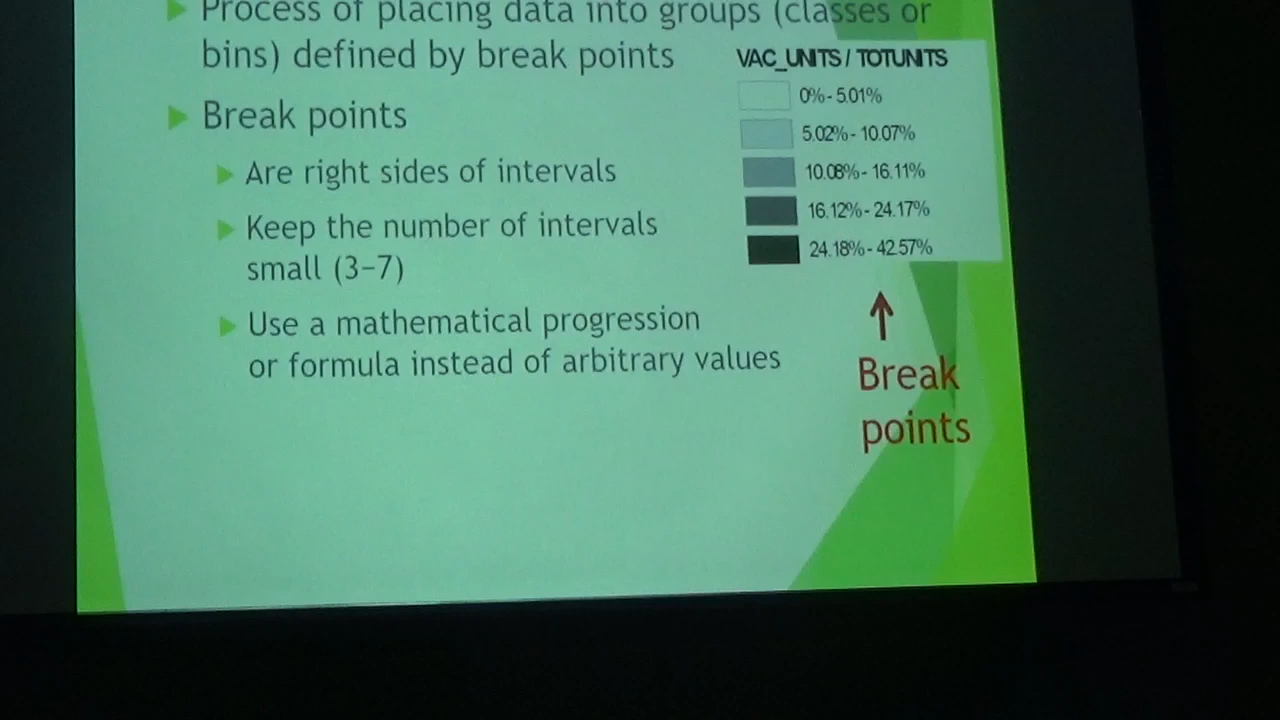 Process of placing data into groups (classes or
bins) defined by break points
Break points
Are right sides of intervals
Keep the number of intervals
small (3-7)
Use a mathematical progression
or formula instead of arbitrary values
VAC_UNITS / TOTUNITS
0% - 5.01%
5.02% - 10.07%
10.08% - 16.11%
16.12% - 24.17%
24.18% - 42.57%
Break
points